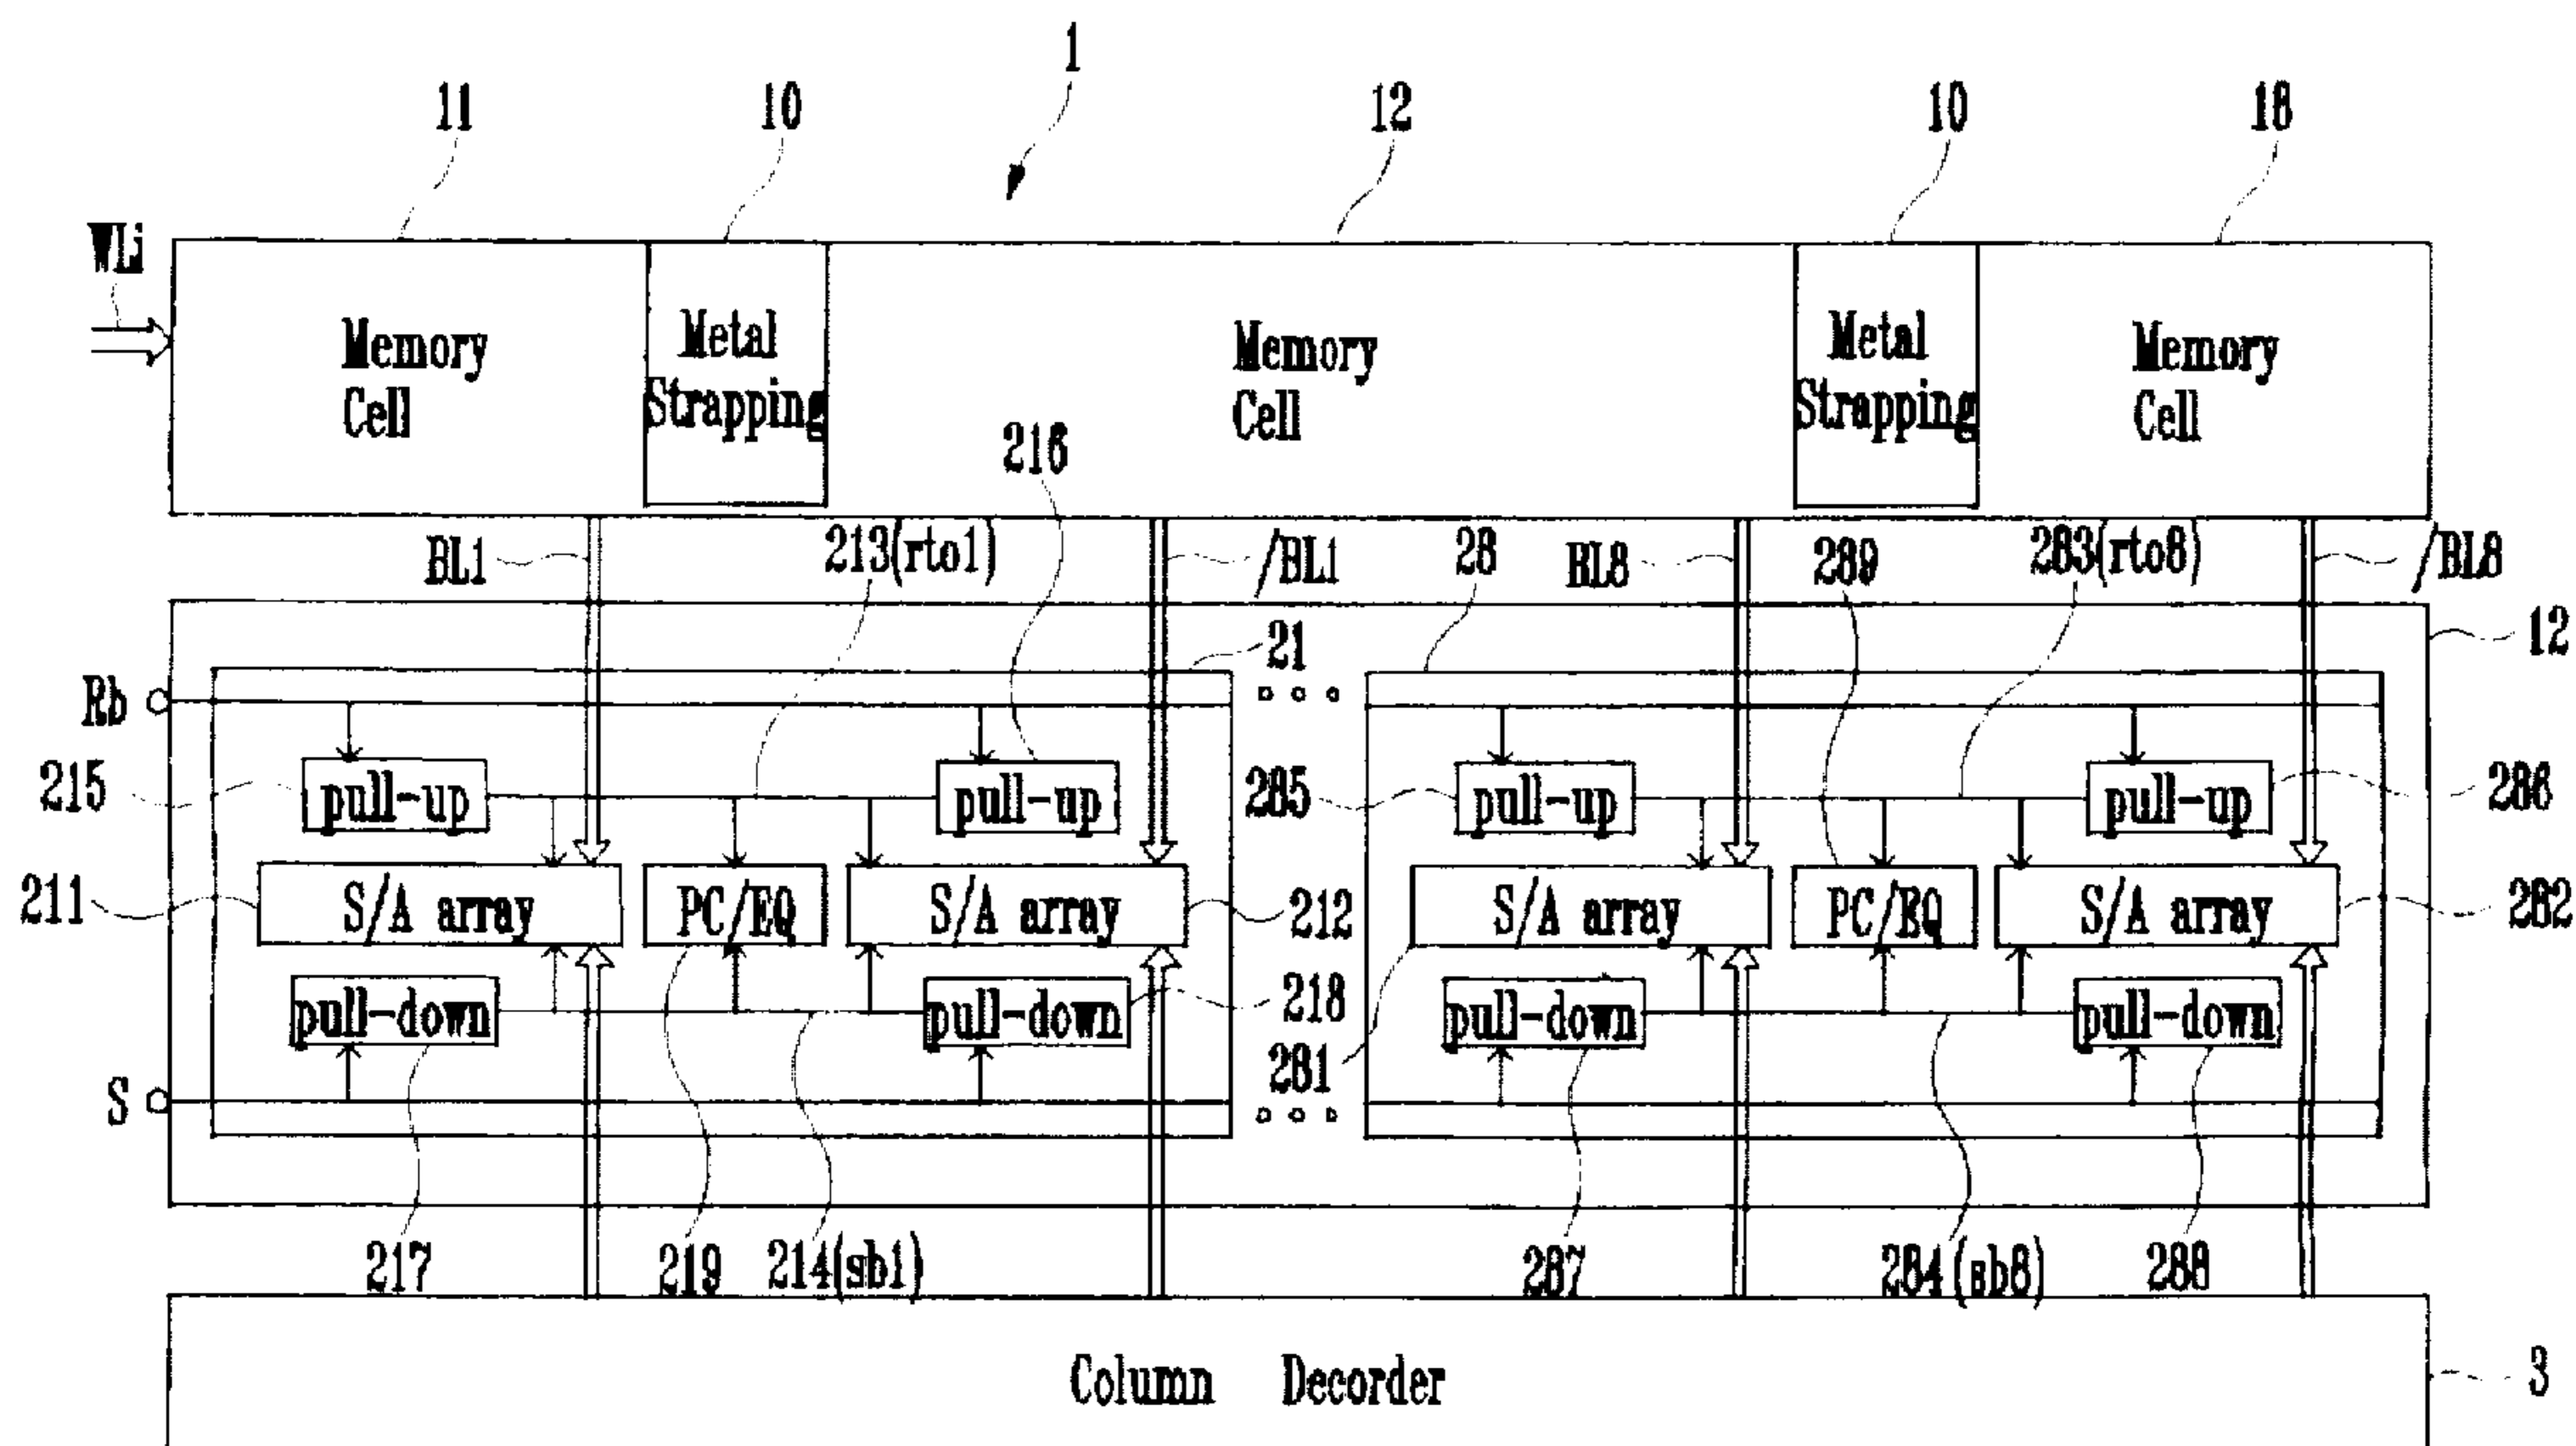 1
11 10 12 10 18
WLi
Memory
Cell
Metal
Strapping
Memory
Cell
Metal
Strapping
Memory
Cell
216
BL1 213(rto1) /BL1 BL8 28 289 283(rto8) /BL8
21 12
Rb
215 pull-up pull-up 285 pull-up pull-up 286
211 S/A array PC/EQ S/A array 212 S/A array PC/EQ S/A array 282
pull-down pull-down 218 pull-down pull-down
S 281
217 219 214(sb1) 287 284(sb8) 288
Column Decorder 3